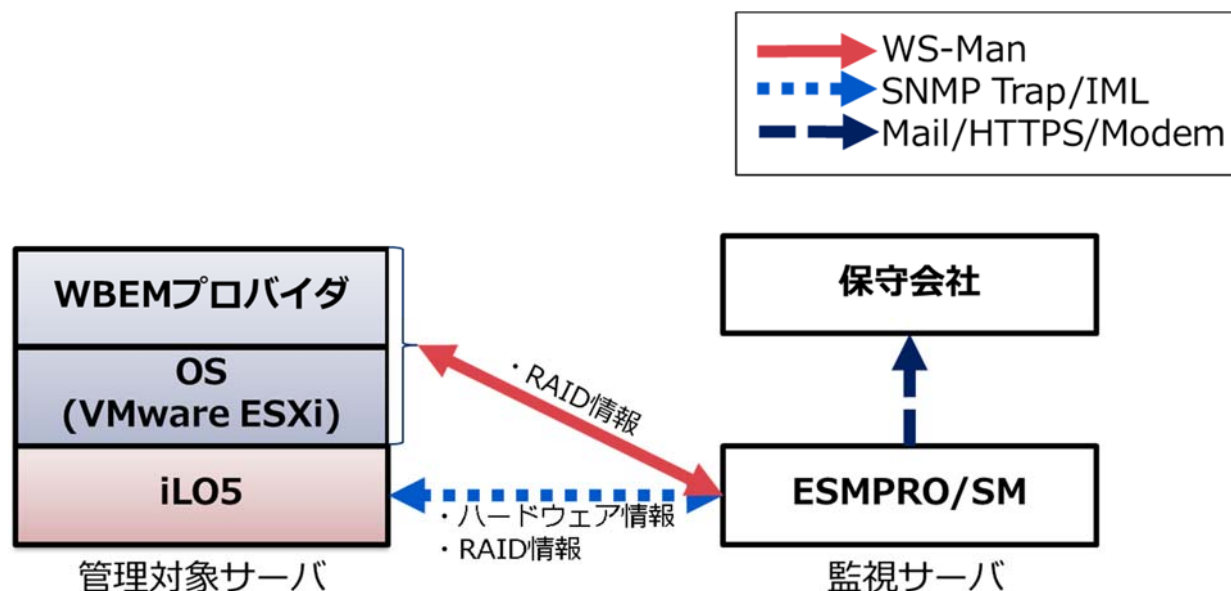 WS-Man
SNMP Trap/IML
Mail/HTTPS/Modem
WBEMプロバイダ
OS
(VMware ESXi)
iLO5
管理対象サーバ
・RAID情報
・ハードウェア情報
・RAID情報
保守会社
ESMPRO/SM
監視サーバ